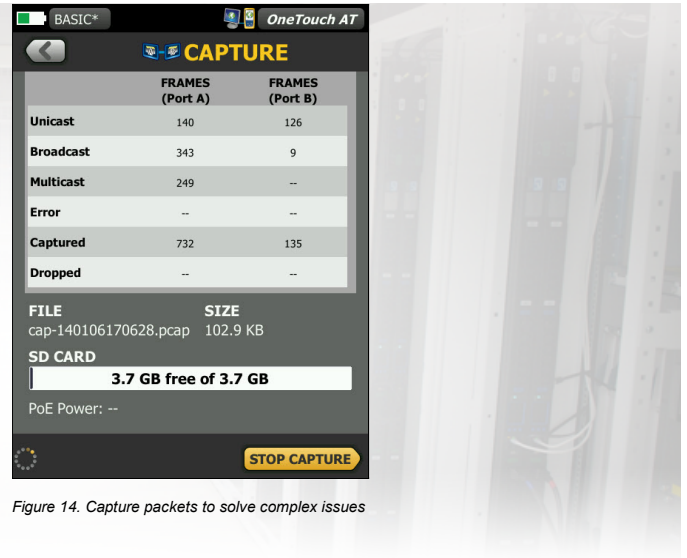 BASIC*
OneTouch AT
CAPTURE
FRAMES FRAMES
(Port A) (Port B)
Unicast 140 126
Broadcast 343 9
Multicast 249 --
Error -- --
Captured 732 135
Dropped -- --
FILE SIZE
cap-140106170628.pcap 102.9 KB
SD CARD
3.7 GB free of 3.7 GB
PoE Power: --
STOP CAPTURE
Figure 14. Capture packets to solve complex issues